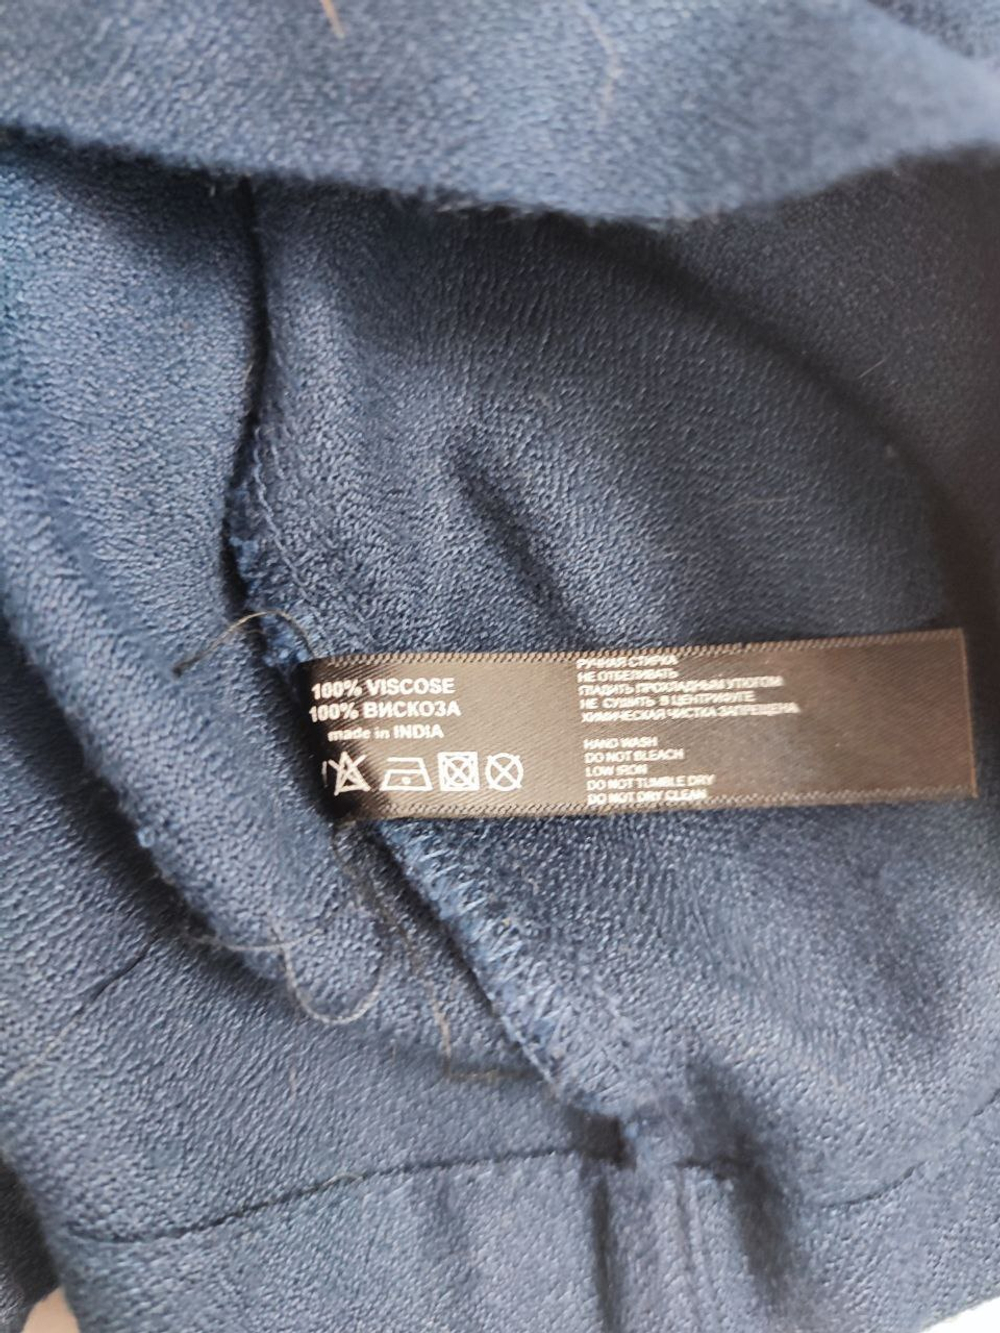 100% VISCOSE
100% ВИСКОЗА
made in INDIA
РУЧНАЯ СТИРКА
НЕ ОТБЕЛИВАТЬ
ГЛАДИТЬ ПРОХЛАДНЫМ УТЮГОМ
НЕ СУШИТЬ В ЦЕНТРИФУГЕ
ХИМИЧЕСКАЯ ЧИСТКА ЗАПРЕЩЕНА
HAND WASH
DO NOT BLEACH
LOW IRON
DO NOT TUMBLE DRY
DO NOT DRY CLEAN